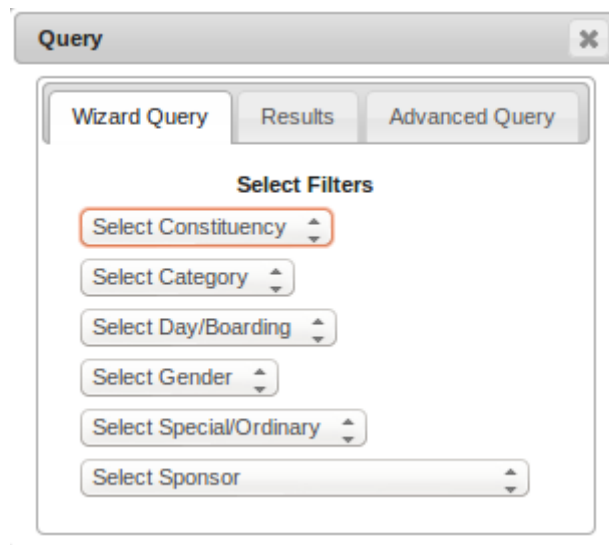 Query
Wizard Query Results Advanced Query
Select Filters
Select Constituency
Select Category
Select Day/Boarding
Select Gender
Select Special/Ordinary
Select Sponsor